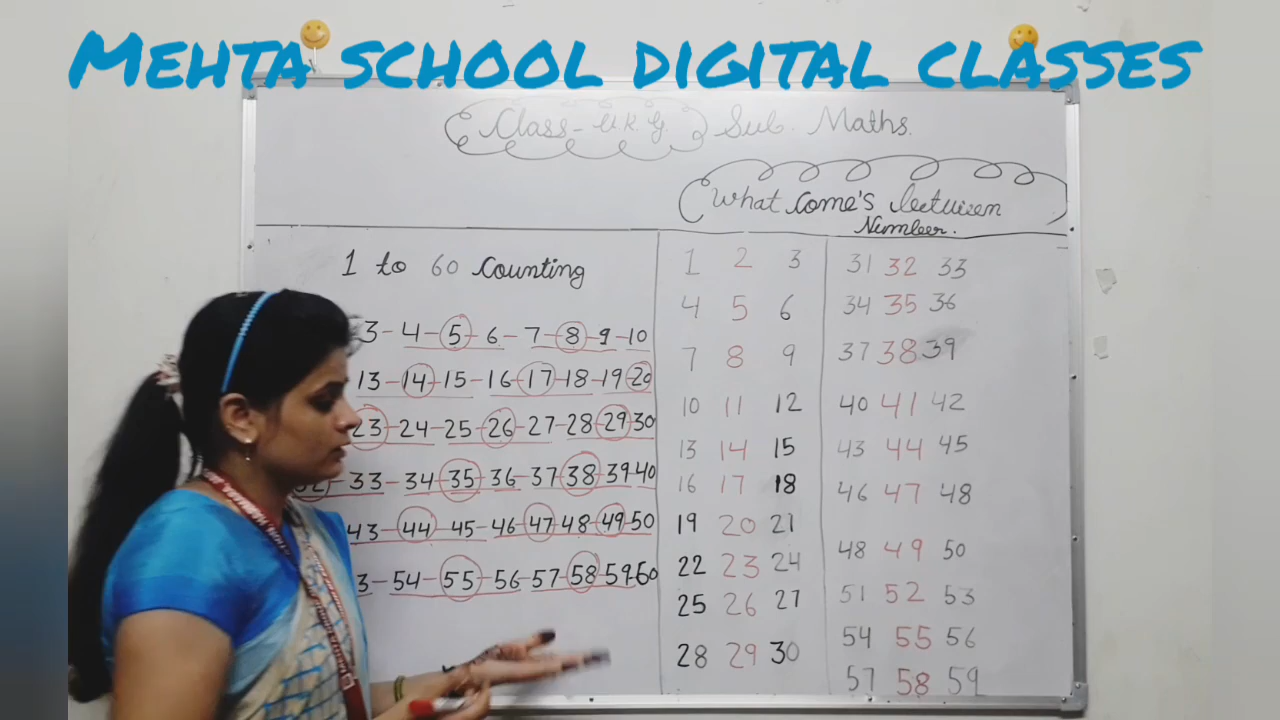 MEHTA SCHOOL DIGITAL CLASSES
Class - U.K.G. Sub. Maths.
What Come's between
Number.
1 to 60 Counting
3-4-5-6-7-8-9-10
13-14-15-16-17-18-19 20
23-24-25-26-27-28-29 30
32-33-34-35-36-37-38-39 40
43-44-45-46-47-48-49-50
3-54-55-56-57-58-59-60
1 2 3
4 5 6
7 8 9
10 11 12
13 14 15
16 17 18
19 20 21
22 23 24
25 26 27
28 29 30
31 32 33
34 35 36
37 38 39
40 41 42
43 44 45
46 47 48
48 49 50
51 52 53
54 55 56
57 58 59